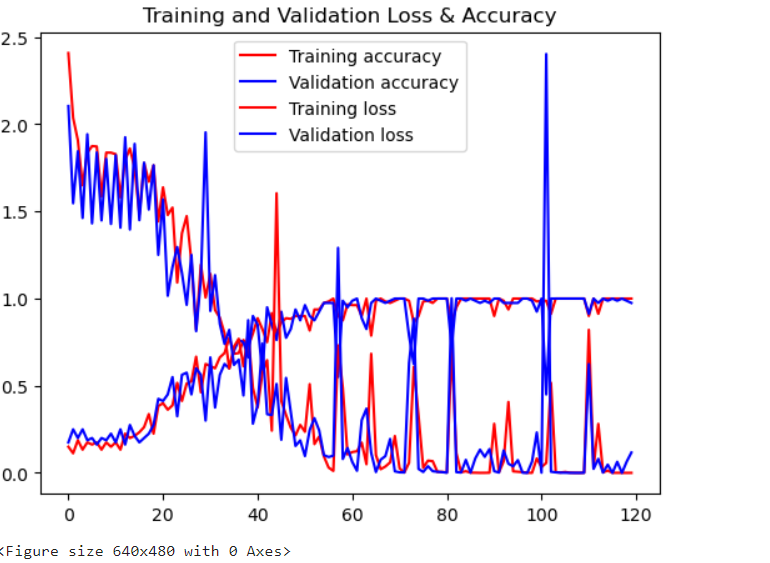 Training and Validation Loss & Accuracy
2.5
2.0
1.5
1.0
0.5
0.0
Training accuracy
Validation accuracy
Training loss
Validation loss
0 20 40 60 80 100 120
<Figure size 640x480 with 0 Axes>